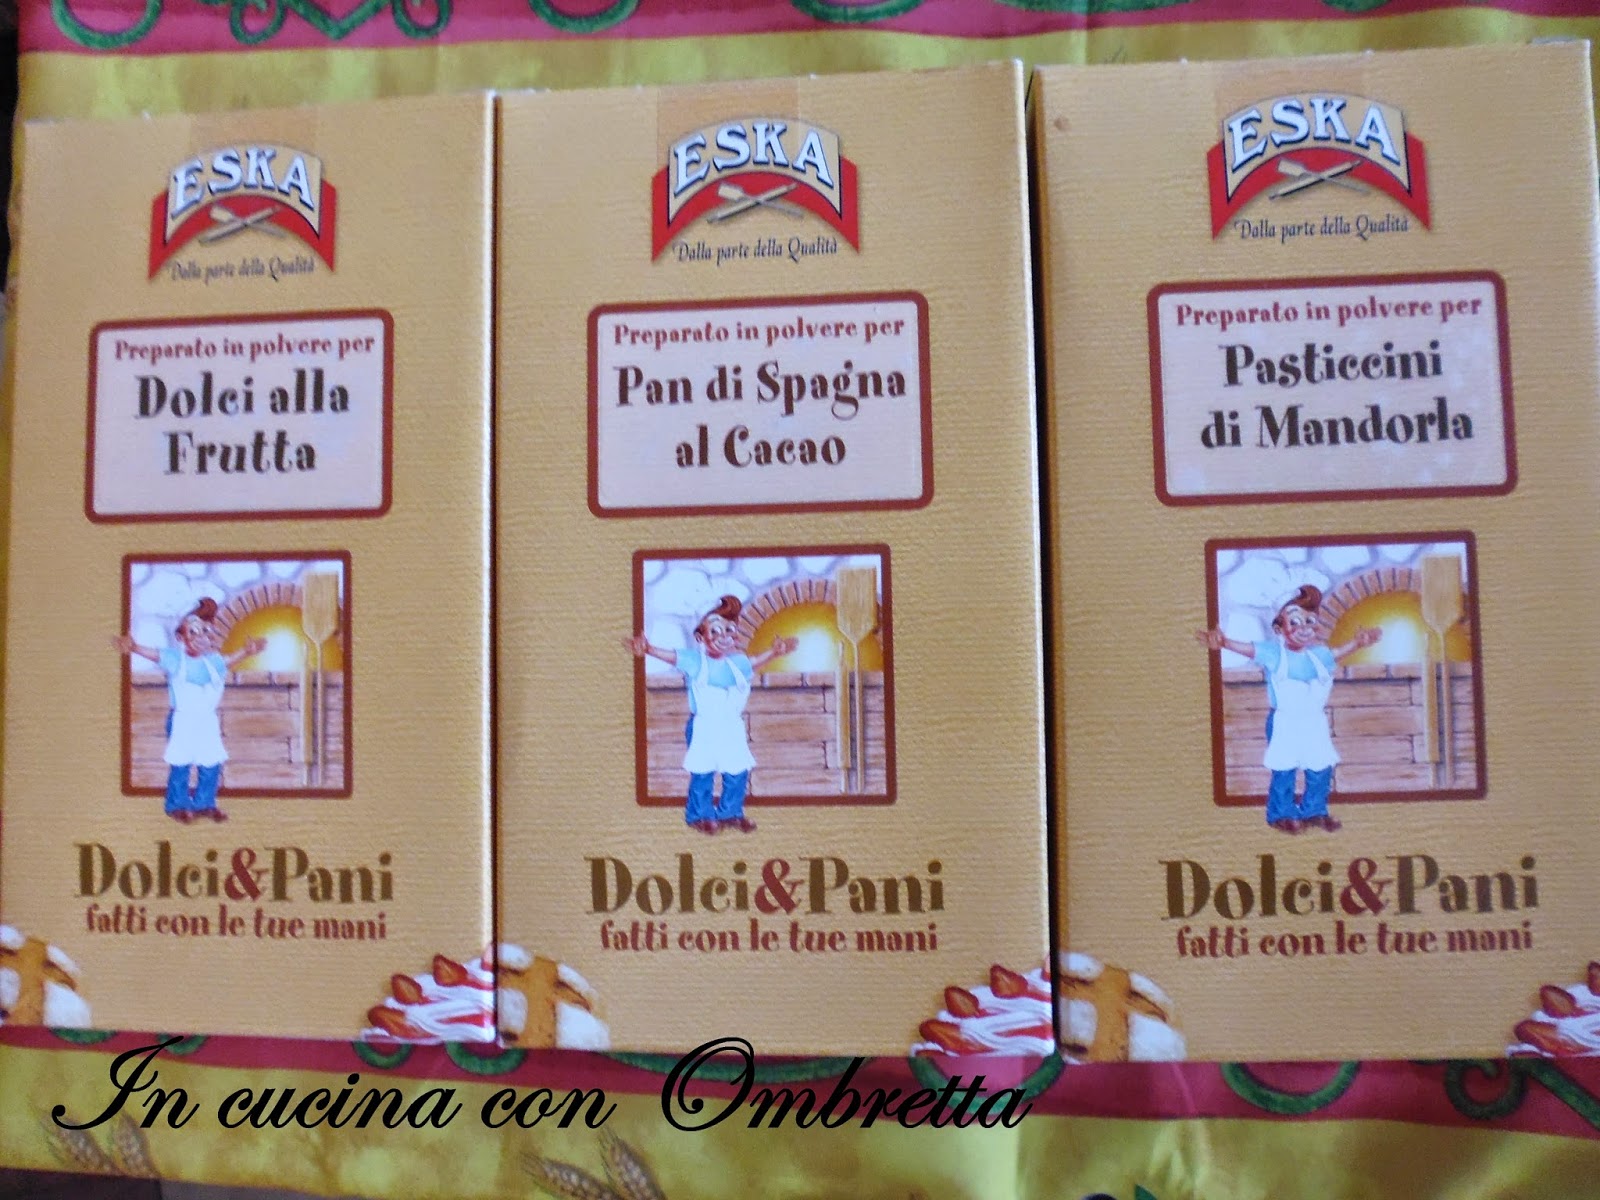 ESKA
Dalla parte della Qualità
Preparato in polvere per
Dolci alla
Frutta
Dolci&Pani
fatti con le tue mani
ESKA
Dalla parte della Qualità
Preparato in polvere per
Pan di Spagna
al Cacao
Dolci&Pani
fatti con le tue mani
ESKA
Dalla parte della Qualità
Preparato in polvere per
Pasticcini
di Mandorla
Dolci&Pani
fatti con le tue mani
In cucina con Ombretta